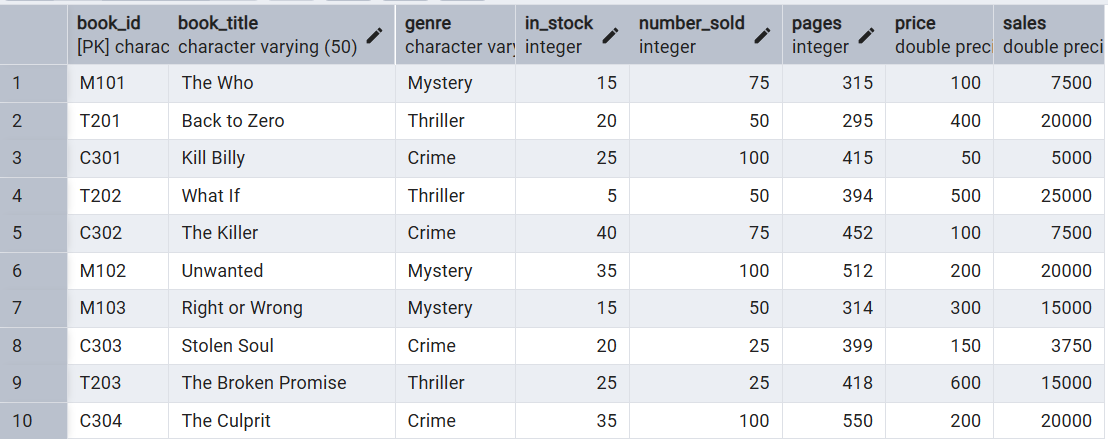 book_id book_title genre in_stock number_sold pages price sales
[PK] charac character varying (50) character vary integer integer integer double preci double preci
1 M101 The Who Mystery 15 75 315 100 7500
2 T201 Back to Zero Thriller 20 50 295 400 20000
3 C301 Kill Billy Crime 25 100 415 50 5000
4 T202 What If Thriller 5 50 394 500 25000
5 C302 The Killer Crime 40 75 452 100 7500
6 M102 Unwanted Mystery 35 100 512 200 20000
7 M103 Right or Wrong Mystery 15 50 314 300 15000
8 C303 Stolen Soul Crime 20 25 399 150 3750
9 T203 The Broken Promise Thriller 25 25 418 600 15000
10 C304 The Culprit Crime 35 100 550 200 20000